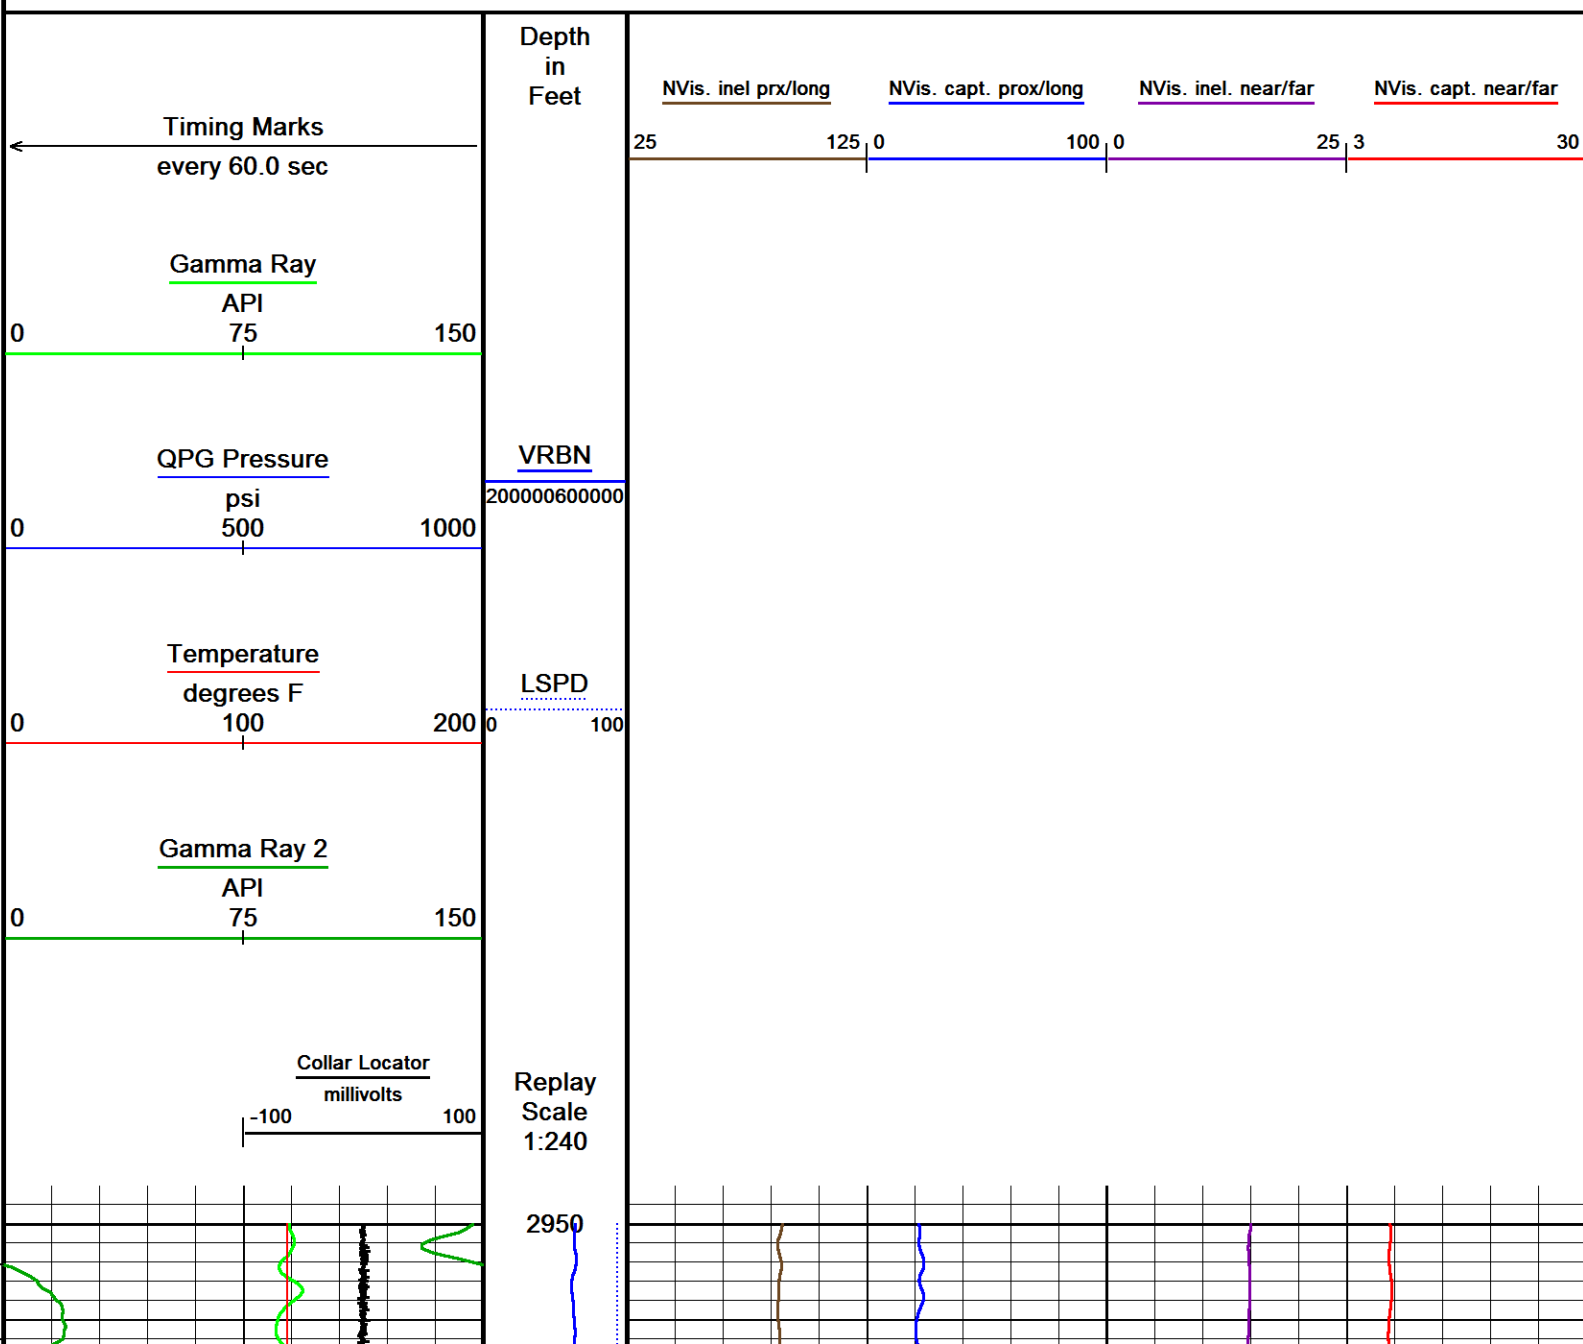 Timing Marks
every 60.0 sec
Gamma Ray
API
0 75 150
QPG Pressure
psi
0 500 1000
Temperature
degrees F
0 100 200
Gamma Ray 2
API
0 75 150
Collar Locator
millivolts
-100 100
Depth
in
Feet
VRBN
200000600000
LSPD
0 100
Replay
Scale
1:240
2950
NVis. inel prx/long
25 125
NVis. capt. prox/long
0 100
NVis. inel. near/far
0 25
NVis. capt. near/far
3 30